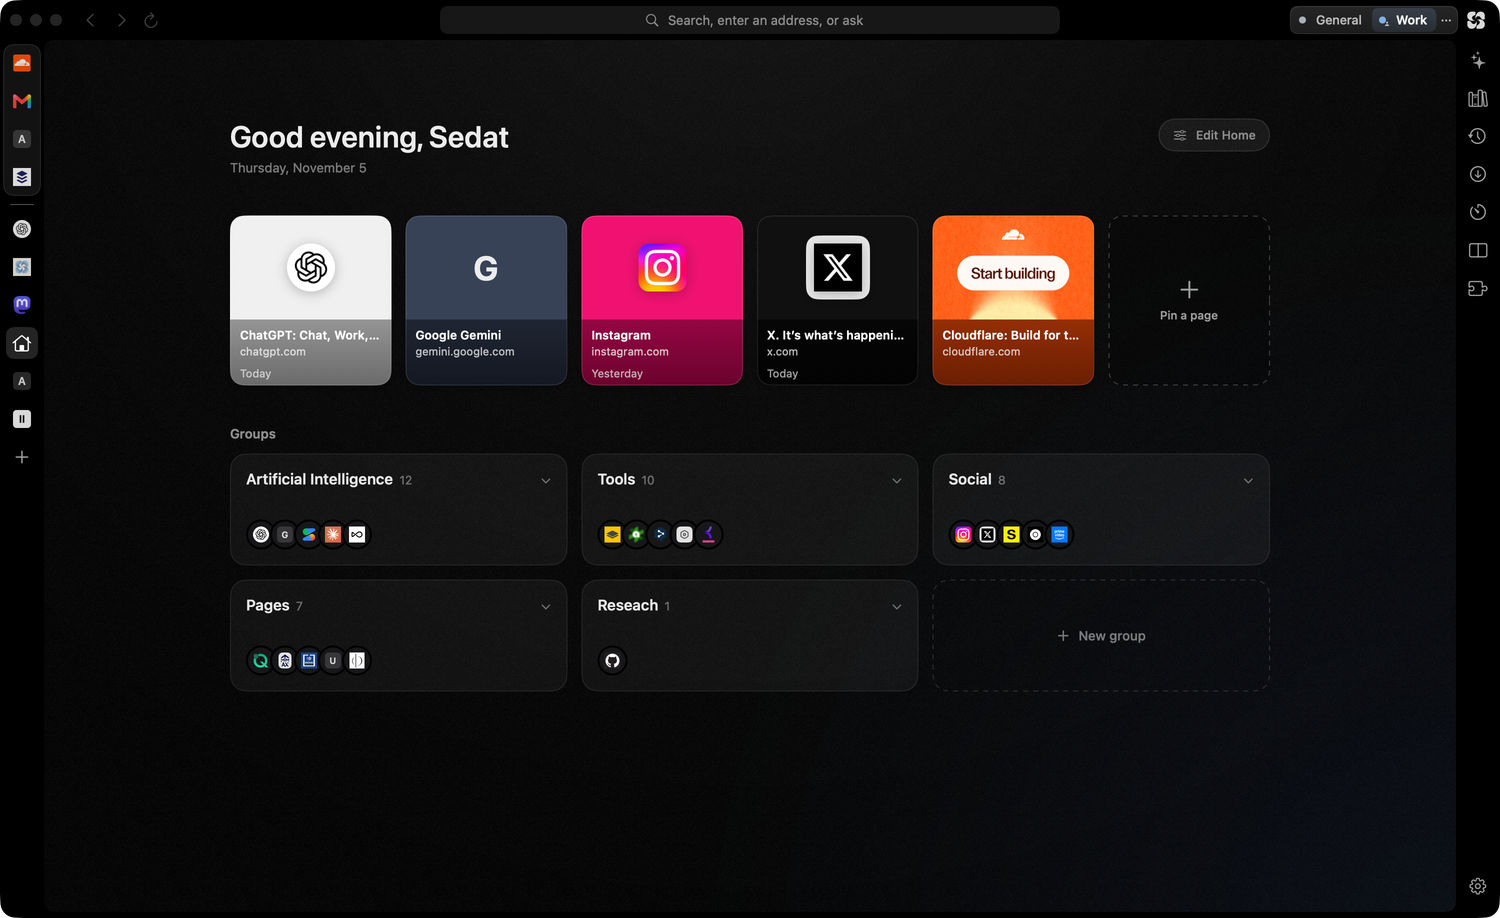 Search, enter an address, or ask
General
Work
A
Good evening, Sedat
Thursday, November 5
Edit Home
ChatGPT: Chat, Work,...
chatgpt.com
Today
G
Google Gemini
gemini.google.com
Instagram
instagram.com
Yesterday
X. It's what's happeni...
x.com
Today
Start building
Cloudflare: Build for t...
cloudflare.com
Pin a page
A
Groups
Artificial Intelligence 12
G
Tools 10
Social 8
S
Pages 7
U
Reseach 1
New group